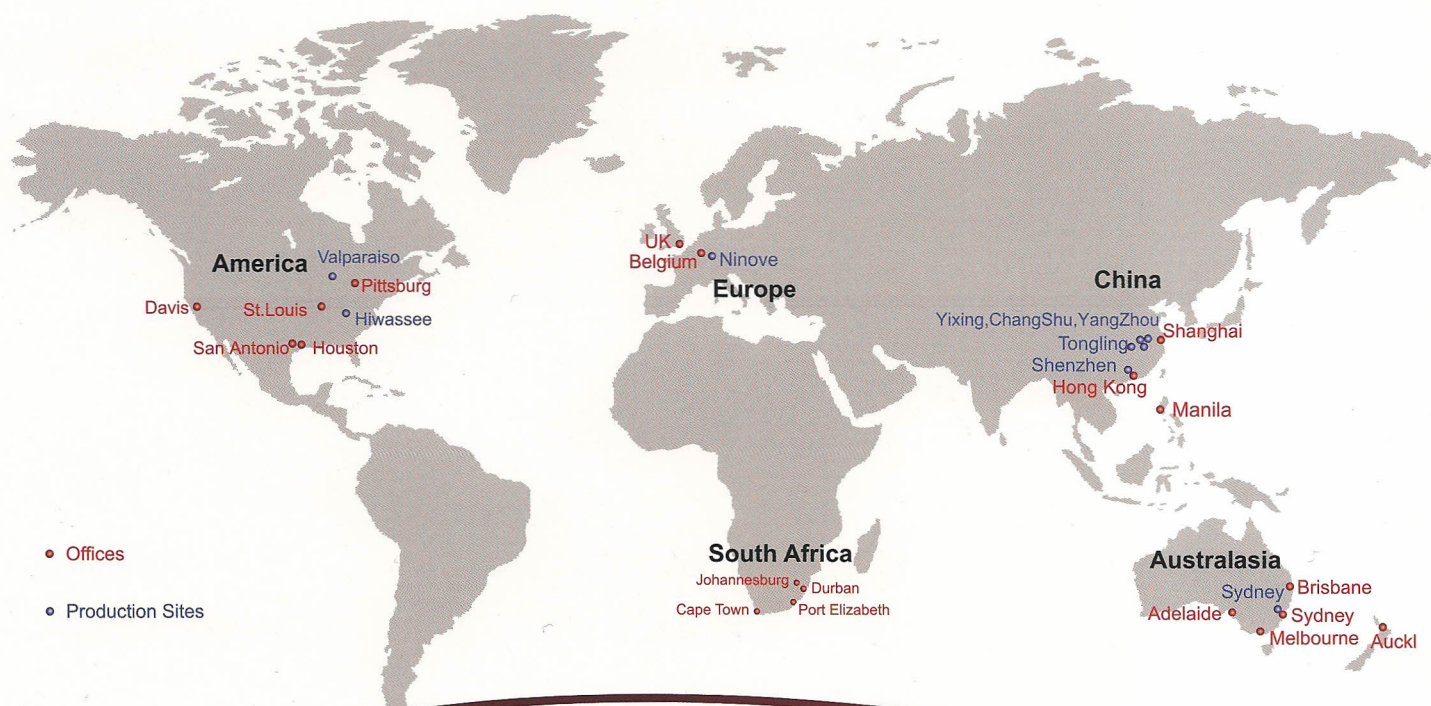 America
Valparaiso
Pittsburg
Davis
St.Louis
Hiwassee
San Antonio
Houston
UK
Belgium
Ninove
Europe
China
Yixing,ChangShu,YangZhou
Shanghai
Tongling
Shenzhen
Hong Kong
Manila
South Africa
Johannesburg
Durban
Cape Town
Port Elizabeth
Australasia
Sydney
Brisbane
Adelaide
Sydney
Melbourne
Auckl
Offices
Production Sites